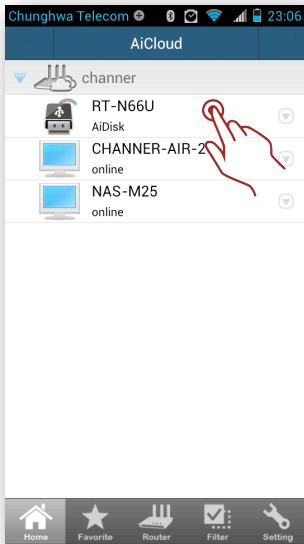 Chunghwa Telecom 23:06
AiCloud
channer
RT-N66U
AiDisk
CHANNER-AIR-2
online
NAS-M25
online
Home Favorite Router Filter Setting